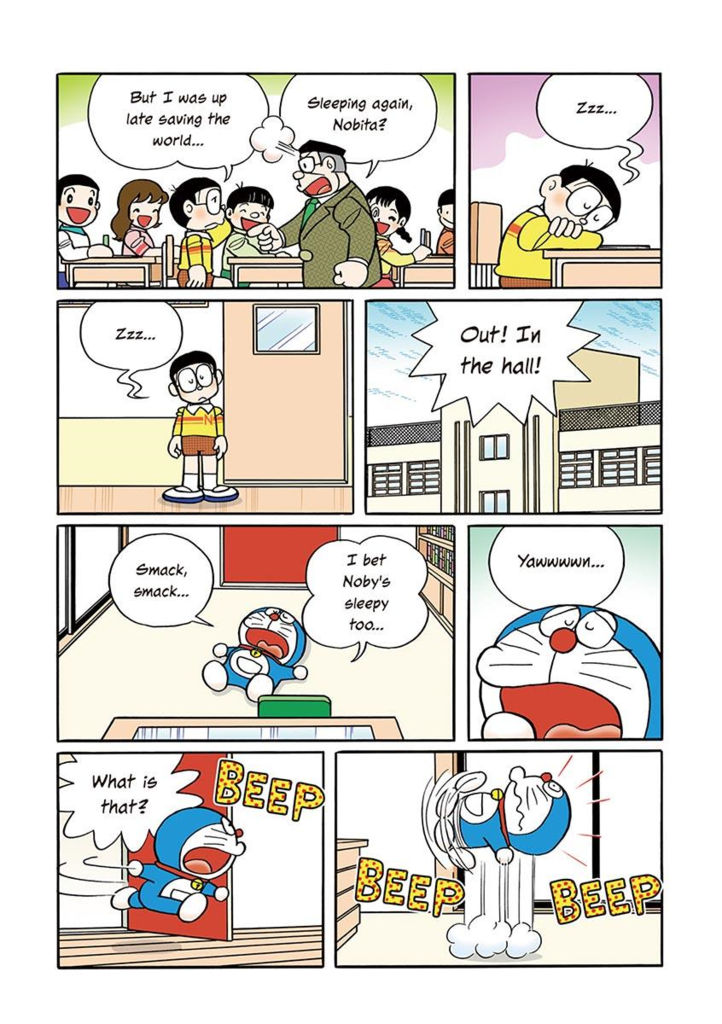 Zzz...
Sleeping again,
Nobita?
But I was up
late saving the
world...
Out! In
the hall!
Zzz...
Yawwwwn...
I bet
Noby's
sleepy
too...
Smack,
smack...
BEEP
BEEP
BEEP
What is
that?